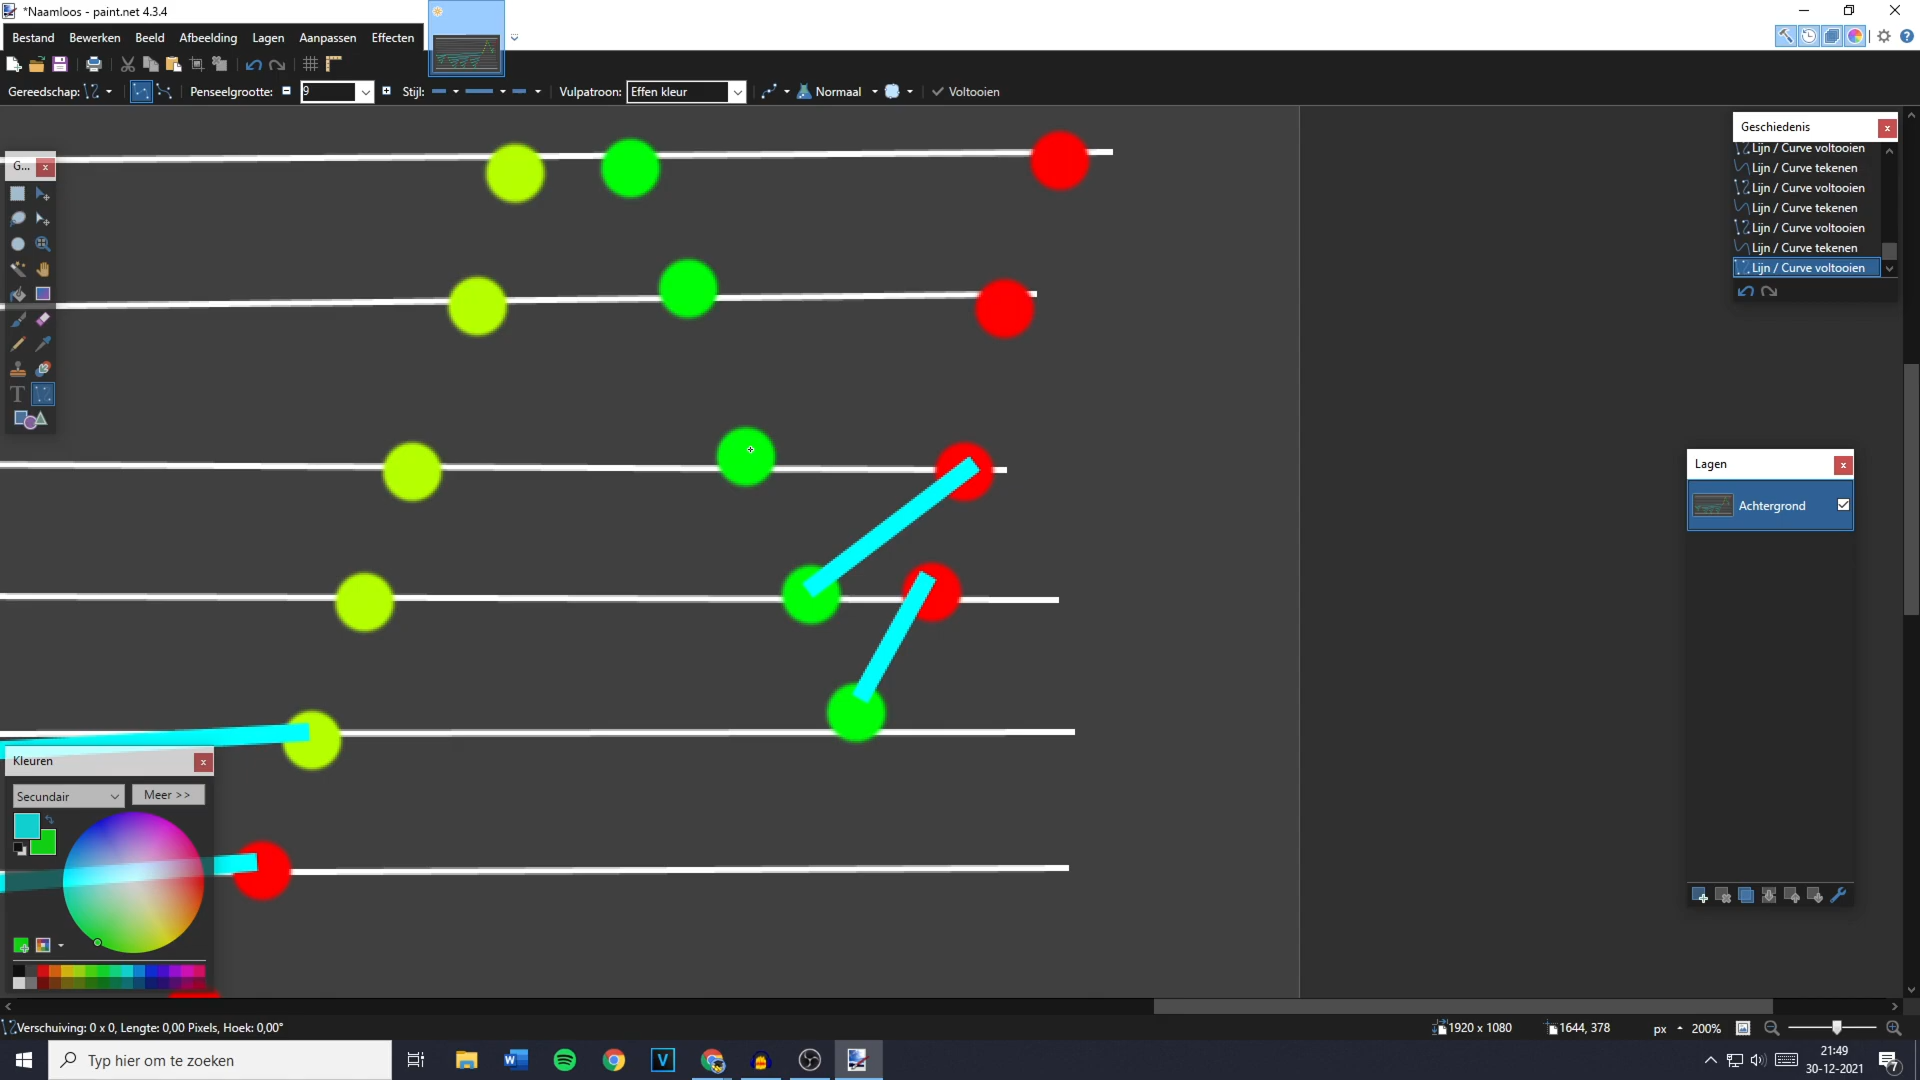 *Naamloos - paint.net 4.3.4
Bestand Bewerken Beeld Afbeelding Lagen Aanpassen Effecten
Gereedschap: Penseelgrootte: 9 Stijl: Vulpatroon: Effen kleur Normaal Voltooien
Geschiedenis
Lijn / Curve voltooien
Lijn / Curve tekenen
Lijn / Curve voltooien
Lijn / Curve tekenen
Lijn / Curve voltooien
Lijn / Curve tekenen
Lijn / Curve voltooien
G...
Lagen
Achtergrond
Kleuren
Secundair Meer >>
Verschuiving: 0 x 0, Lengte: 0,00 Pixels, Hoek: 0,00° 1920 x 1080 1644, 378 px 200%
Typ hier om te zoeken
21:49
30-12-2021
7